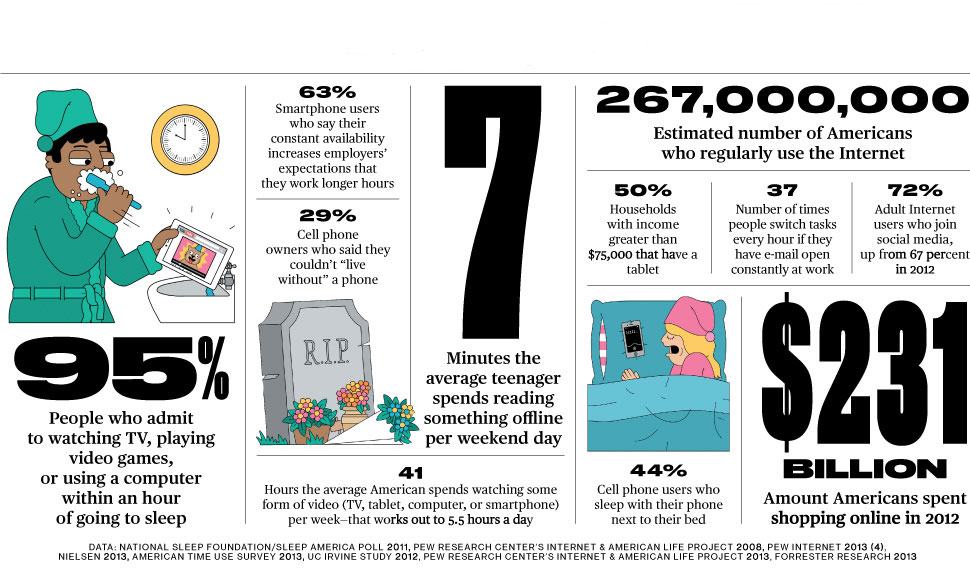 95%
People who admit
to watching TV, playing
video games,
or using a computer
within an hour
of going to sleep
63%
Smartphone users
who say their
constant availability
increases employers’
expectations that
they work longer hours
29%
Cell phone
owners who said they
couldn’t “live
without” a phone
R.I.P.
7
Minutes the
average teenager
spends reading
something offline
per weekend day
41
Hours the average American spends watching some
form of video (TV, tablet, computer, or smartphone)
per week—that works out to 5.5 hours a day
267,000,000
Estimated number of Americans
who regularly use the Internet
50%
Households
with income
greater than
$75,000 that have a
tablet
37
Number of times
people switch tasks
every hour if they
have e-mail open
constantly at work
72%
Adult Internet
users who join
social media,
up from 67 percent
in 2012
44%
Cell phone users who
sleep with their phone
next to their bed
$231
BILLION
Amount Americans spent
shopping online in 2012
DATA: NATIONAL SLEEP FOUNDATION/SLEEP AMERICA POLL 2011, PEW RESEARCH CENTER’S INTERNET & AMERICAN LIFE PROJECT 2008, PEW INTERNET 2013 (4),
NIELSEN 2013, AMERICAN TIME USE SURVEY 2013, UC IRVINE STUDY 2012, PEW RESEARCH CENTER’S INTERNET & AMERICAN LIFE PROJECT 2013, FORRESTER RESEARCH 2013